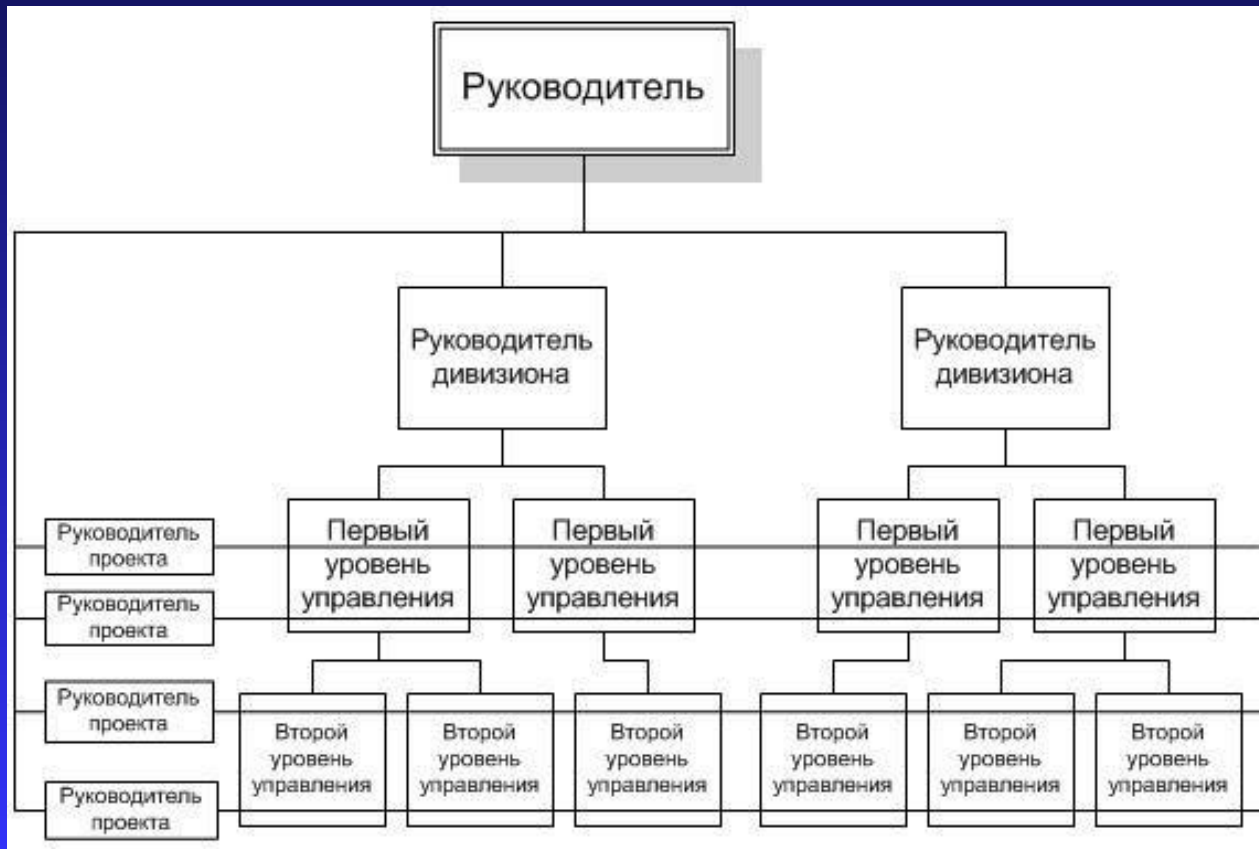 Руководитель
Руководитель
дивизиона
Руководитель
дивизиона
Первый
уровень
управления
Первый
уровень
управления
Первый
уровень
управления
Первый
уровень
управления
Руководитель
проекта
Руководитель
проекта
Руководитель
проекта
Руководитель
проекта
Второй
уровень
управления
Второй
уровень
управления
Второй
уровень
управления
Второй
уровень
управления
Второй
уровень
управления
Второй
уровень
управления